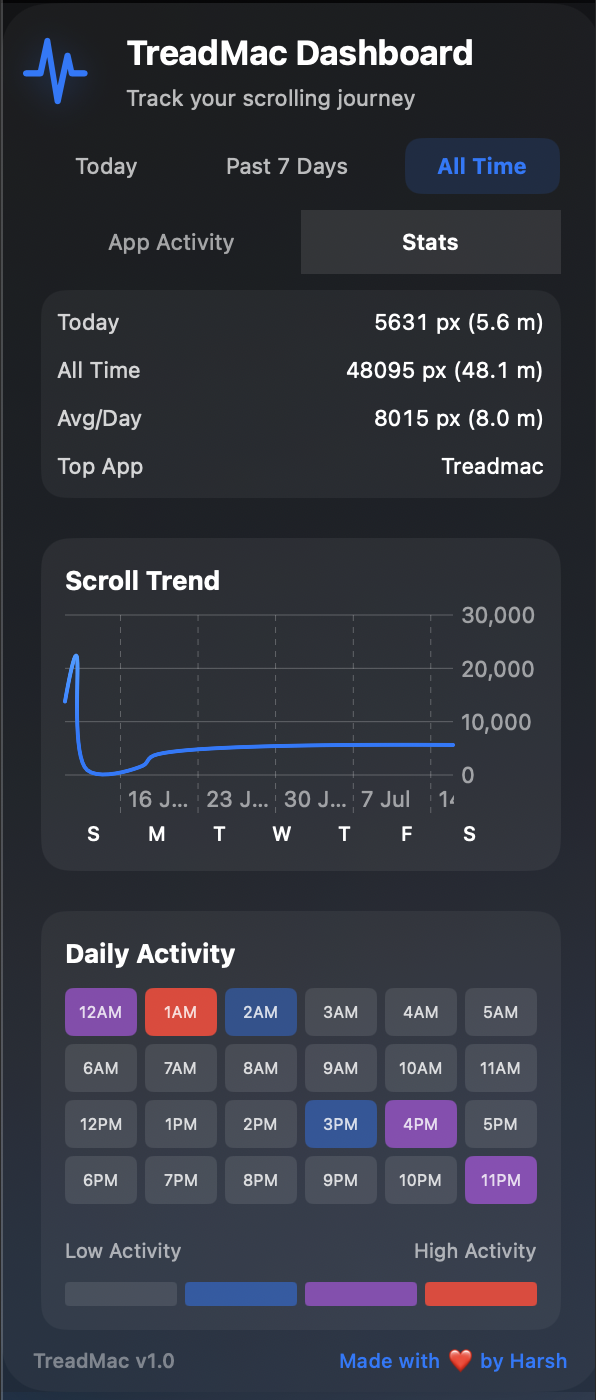 TreadMac Dashboard
Track your scrolling journey
Today Past 7 Days All Time
App Activity Stats
Today 5631 px (5.6 m)
All Time 48095 px (48.1 m)
Avg/Day 8015 px (8.0 m)
Top App Treadmac
Scroll Trend
30,000
20,000
10,000
0
16 J... 23 J... 30 J... 7 Jul
S M T W T F S
Daily Activity
12AM 1AM 2AM 3AM 4AM 5AM
6AM 7AM 8AM 9AM 10AM 11AM
12PM 1PM 2PM 3PM 4PM 5PM
6PM 7PM 8PM 9PM 10PM 11PM
Low Activity High Activity
TreadMac v1.0 Made with ❤️ by Harsh